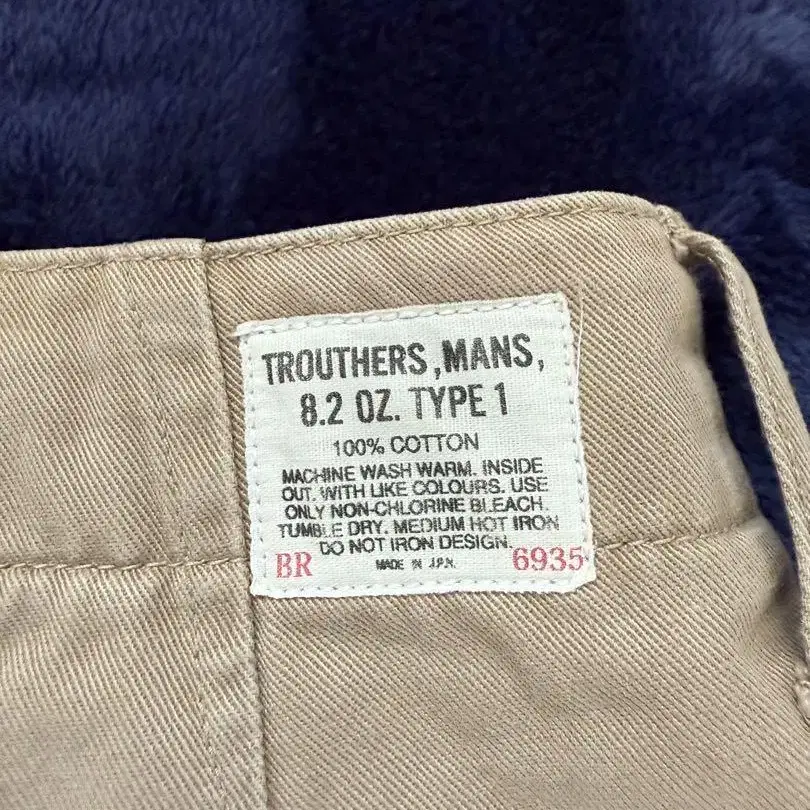 TROUTHERS,MANS,
8.2 OZ. TYPE 1
100% COTTON
MACHINE WASH WARM. INSIDE
OUT. WITH LIKE COLOURS. USE
ONLY NON-CHLORINE BLEACH.
TUMBLE DRY. MEDIUM HOT IRON
DO NOT IRON DESIGN.
BR MADE IN J.P.N. 6935